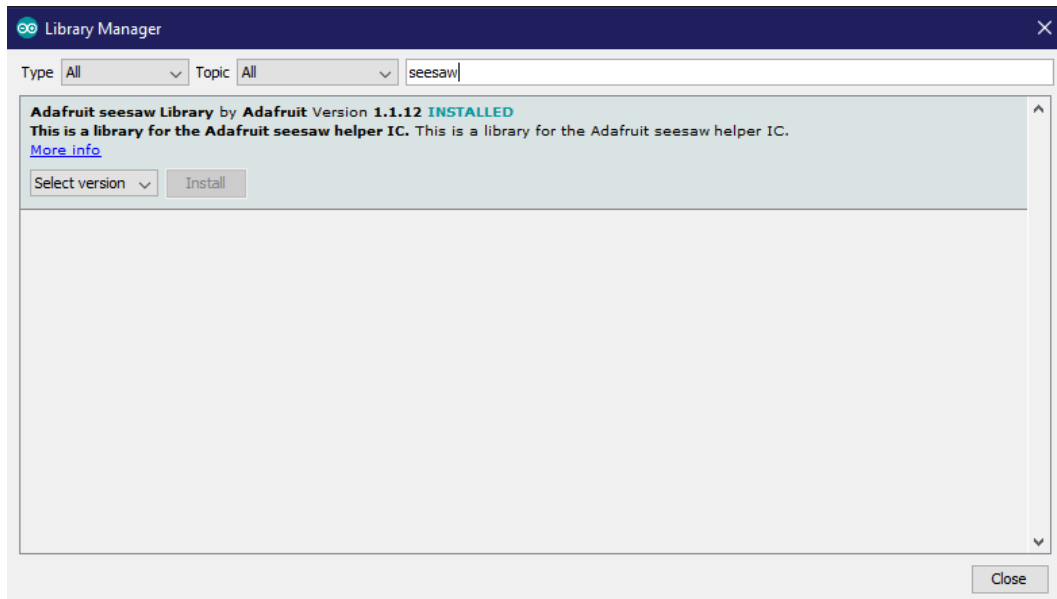 Library Manager
Type All Topic All seesaw
Adafruit seesaw Library by Adafruit Version 1.1.12 INSTALLED
This is a library for the Adafruit seesaw helper IC. This is a library for the Adafruit seesaw helper IC.
More info
Select version Install
Close